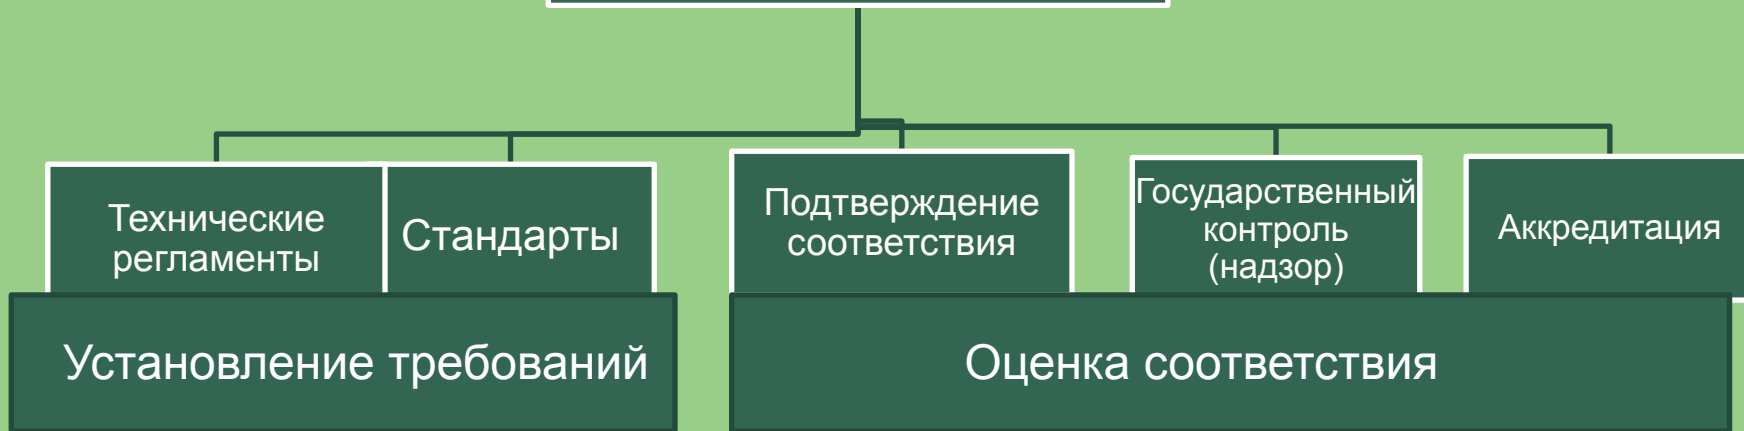 Технические
регламенты
Стандарты
Подтверждение
соответствия
Государственный
контроль
(надзор)
Аккредитация
Установление требований
Оценка соответствия